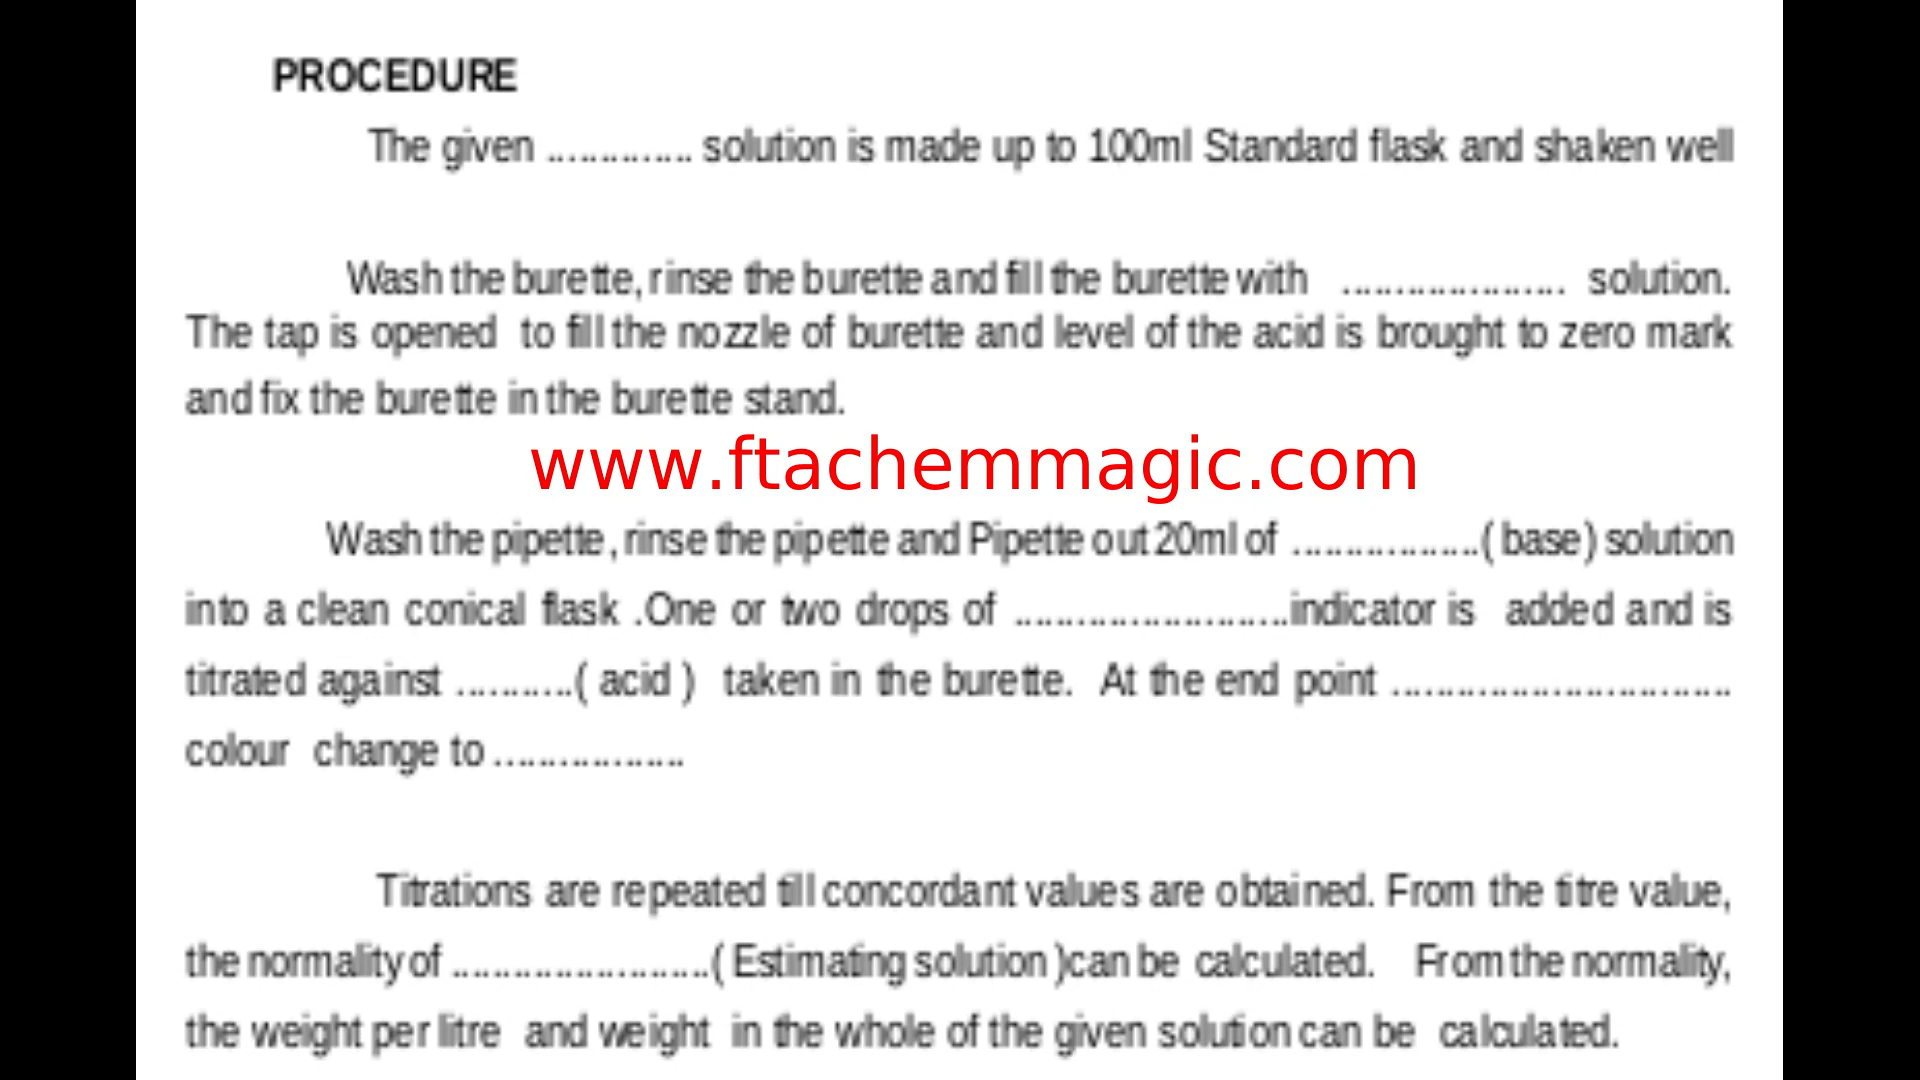 PROCEDURE
The given .............. solution is made up to 100ml Standard flask and shaken well
Wash the burette, rinse the burette and fill the burette with ...................... solution.
The tap is opened to fill the nozzle of burette and level of the acid is brought to zero mark
and fix the burette in the burette stand.
www.ftachemmagic.com
Wash the pipette, rinse the pipette and Pipette out 20ml of ..................( base) solution
into a clean conical flask .One or two drops of ..........................indicator is added and is
titrated against ...........( acid ) taken in the burette. At the end point .................................
colour change to ...................
Titrations are repeated till concordant values are obtained. From the titre value,
the normality of .........................( Estimating solution )can be calculated. From the normality,
the weight per litre and weight in the whole of the given solution can be calculated.